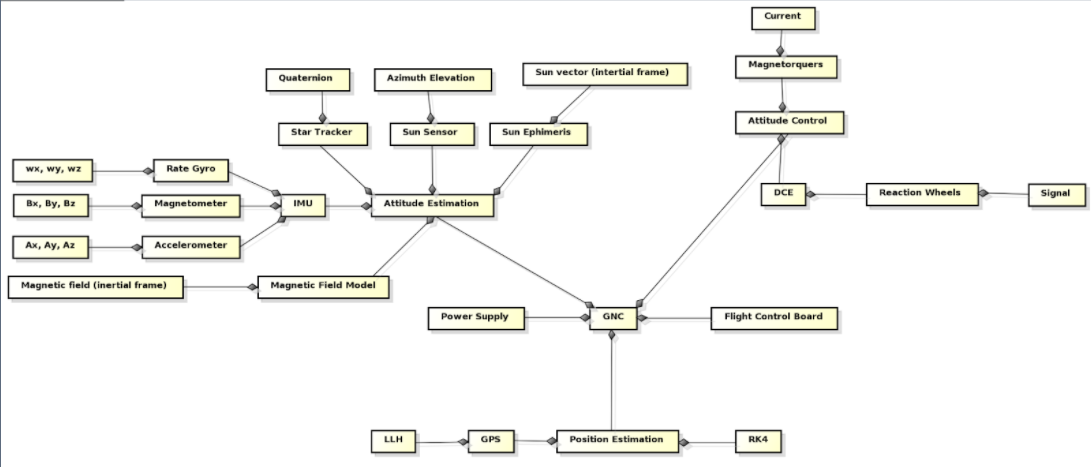 Current
Magnetorquers
Quaternion
Azimuth Elevation
Sun vector (intertial frame)
Star Tracker
Sun Sensor
Sun Ephimeris
Attitude Control
wx, wy, wz
Rate Gyro
Bx, By, Bz
Magnetometer
IMU
Attitude Estimation
DCE
Reaction Wheels
Signal
Ax, Ay, Az
Accelerometer
Magnetic field (inertial frame)
Magnetic Field Model
Power Supply
GNC
Flight Control Board
LLH
GPS
Position Estimation
RK4